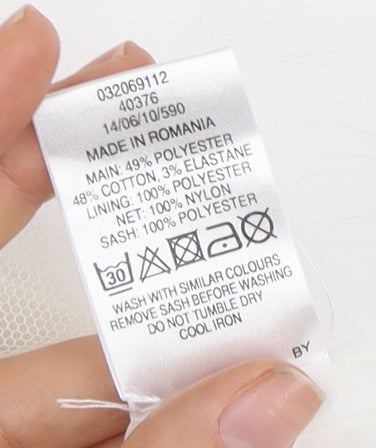 032069112
40376
14/06/10/590
MADE IN ROMANIA
MAIN: 49% POLYESTER
48% COTTON, 3% ELASTANE
LINING: 100% POLYESTER
NET: 100% NYLON
SASH: 100% POLYESTER
30
WASH WITH SIMILAR COLOURS
REMOVE SASH BEFORE WASHING
DO NOT TUMBLE DRY
COOL IRON
BY